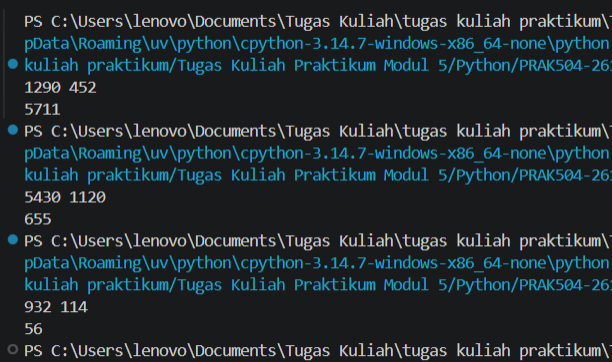 PS C:\Users\lenovo\Documents\Tugas Kuliah\tugas kuliah praktikum\T
pData\Roaming\uv\python\cpython-3.14.7-windows-x86_64-none\python
kuliah praktikum/Tugas Kuliah Praktikum Modul 5/Python/PRAK504-261
1290 452
5711
PS C:\Users\lenovo\Documents\Tugas Kuliah\tugas kuliah praktikum\T
pData\Roaming\uv\python\cpython-3.14.7-windows-x86_64-none\python
kuliah praktikum/Tugas Kuliah Praktikum Modul 5/Python/PRAK504-261
5430 1120
655
PS C:\Users\lenovo\Documents\Tugas Kuliah\tugas kuliah praktikum\T
pData\Roaming\uv\python\cpython-3.14.7-windows-x86_64-none\python
kuliah praktikum/Tugas Kuliah Praktikum Modul 5/Python/PRAK504-261
932 114
56
PS C:\Users\lenovo\Documents\Tugas Kuliah\tugas kuliah praktikum\T